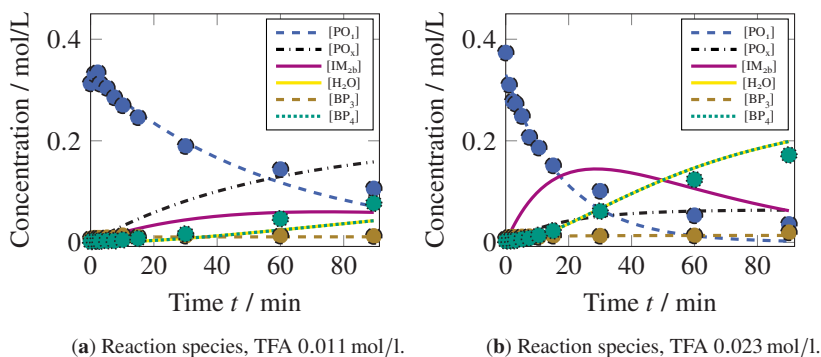 0.4
0.2
0
Concentration / mol/L
[PO₁]
[POₓ]
[IM₂b]
[H₂O]
[BP₃]
[BP₄]
0 20 40 60 80
Time t / min
(a) Reaction species, TFA 0.011 mol/l.
0.4
0.2
0
Concentration / mol/L
[PO₁]
[POₓ]
[IM₂b]
[H₂O]
[BP₃]
[BP₄]
0 20 40 60 80
Time t / min
(b) Reaction species, TFA 0.023 mol/l.